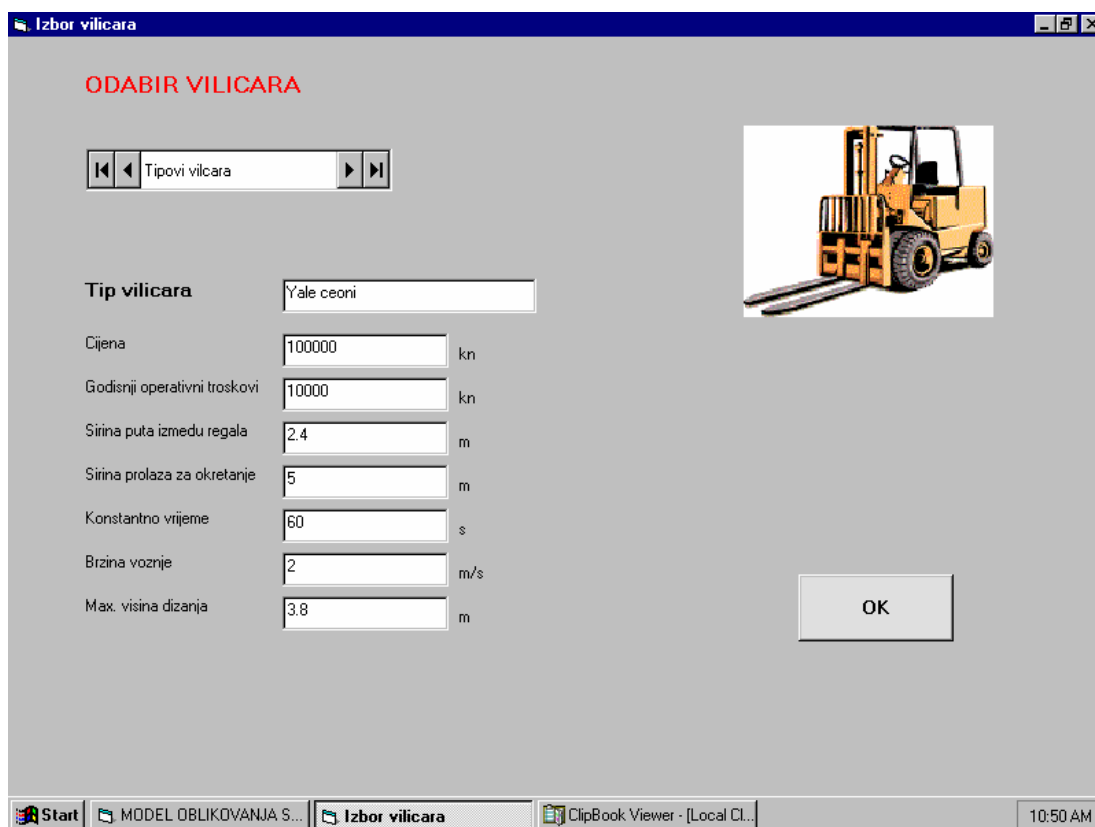 Izbor vilicara
ODABIR VILICARA
Tipovi vilcara
Tip vilicara Yale ceoni
Cijena 100000 kn
Godisnji operativni troskovi 10000 kn
Sirina puta izmedu regala 2.4 m
Sirina prolaza za okretanje 5 m
Konstantno vrijeme 60 s
Brzina voznje 2 m/s
Max. visina dizanja 3.8 m
OK
Start MODEL OBLIKOVANJA S... Izbor vilicara ClipBook Viewer - [Local Cl... 10:50 AM